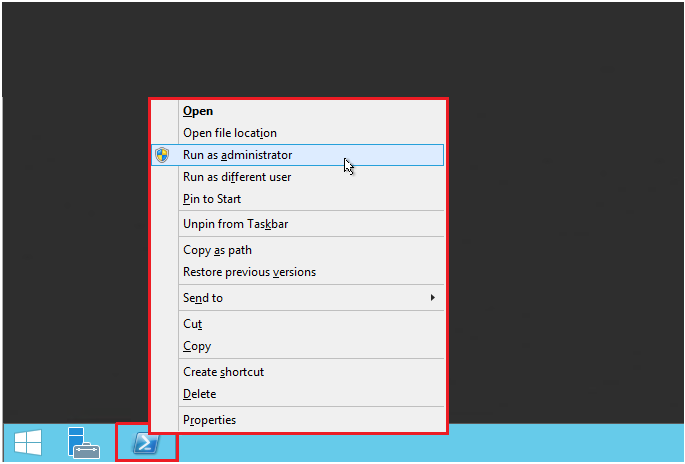 Open
Open file location
Run as administrator
Run as different user
Pin to Start
Unpin from Taskbar
Copy as path
Restore previous versions
Send to
Cut
Copy
Create shortcut
Delete
Properties